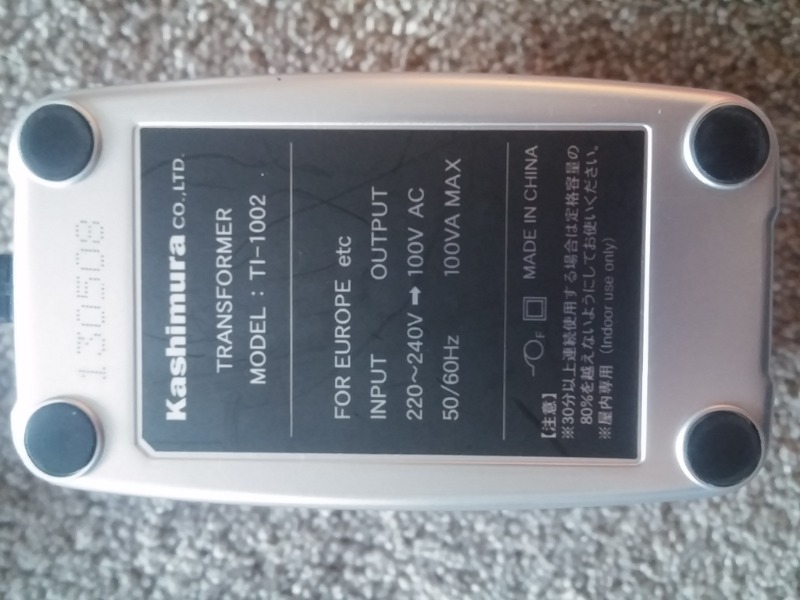 Kashimura CO.,LTD.
TRANSFORMER
MODEL : TI-1002
FOR EUROPE etc
INPUT OUTPUT
220~240V ➡ 100V AC
50/60Hz 100VA MAX
F MADE IN CHINA
【注意】
※30分以上連続使用する場合は定格容量の
80%を越えないようにしてお使いください。
※屋内専用 (Indoor use only)
130508